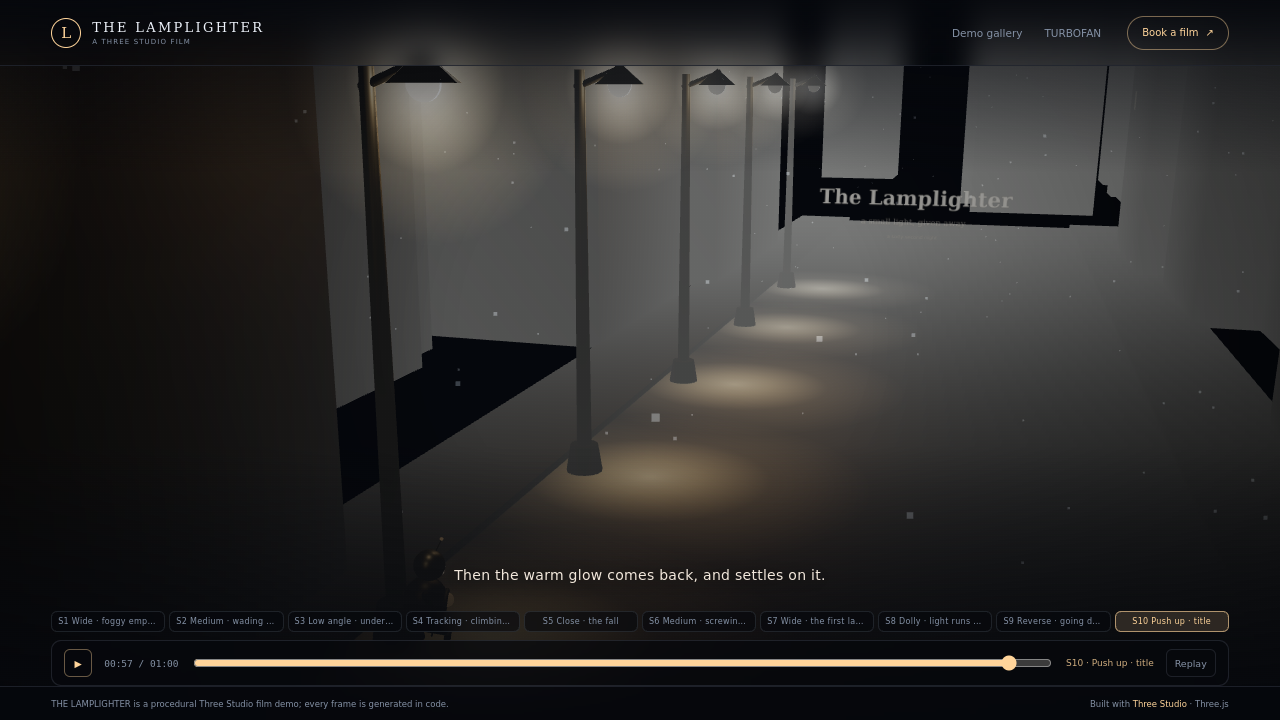 L
THE LAMPLIGHTER
A THREE STUDIO FILM
Demo gallery
TURBOFAN
Book a film ↗
The Lamplighter
a small light, given away
Then the warm glow comes back, and settles on it.
S1 Wide · foggy emp...
S2 Medium · wading ...
S3 Low angle · under...
S4 Tracking · climbin...
S5 Close · the fall
S6 Medium · screwin...
S7 Wide · the first la...
S8 Dolly · light runs ...
S9 Reverse · going d...
S10 Push up · title
▶
00:57 / 01:00
S10 · Push up · title
Replay
THE LAMPLIGHTER is a procedural Three Studio film demo; every frame is generated in code.
Built with Three Studio · Three.js